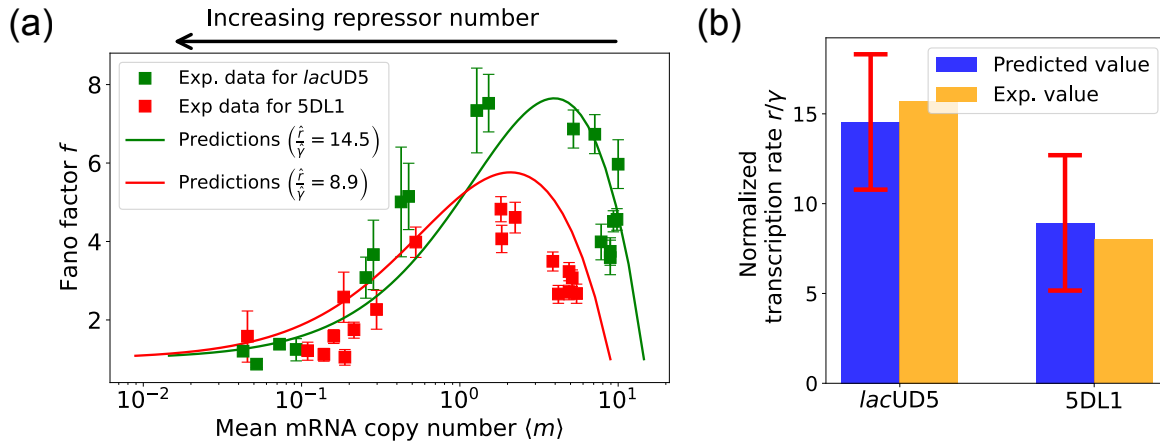 (a)
Increasing repressor number
Fano factor f
8
6
4
2
Exp. data for lacUD5
Exp data for 5DL1
Predictions (r̂/γ̂ = 14.5)
Predictions (r̂/γ̂ = 8.9)
10⁻² 10⁻¹ 10⁰ 10¹
Mean mRNA copy number ⟨m⟩
(b)
Normalized
transcription rate r/γ
15
10
5
0
Predicted value
Exp. value
lacUD5 5DL1